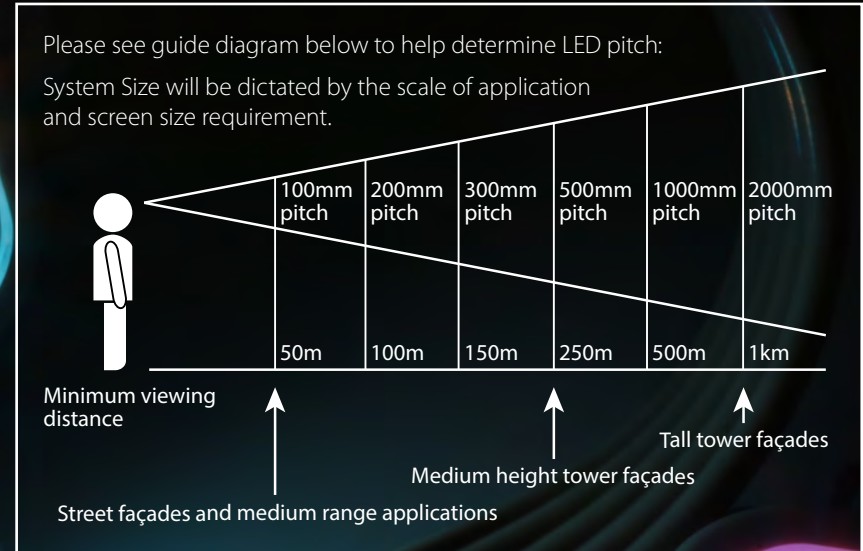 Please see guide diagram below to help determine LED pitch:
System Size will be dictated by the scale of application
and screen size requirement.
100mm pitch
200mm pitch
300mm pitch
500mm pitch
1000mm pitch
2000mm pitch
50m
100m
150m
250m
500m
1km
Minimum viewing
distance
Tall tower façades
Medium height tower façades
Street façades and medium range applications